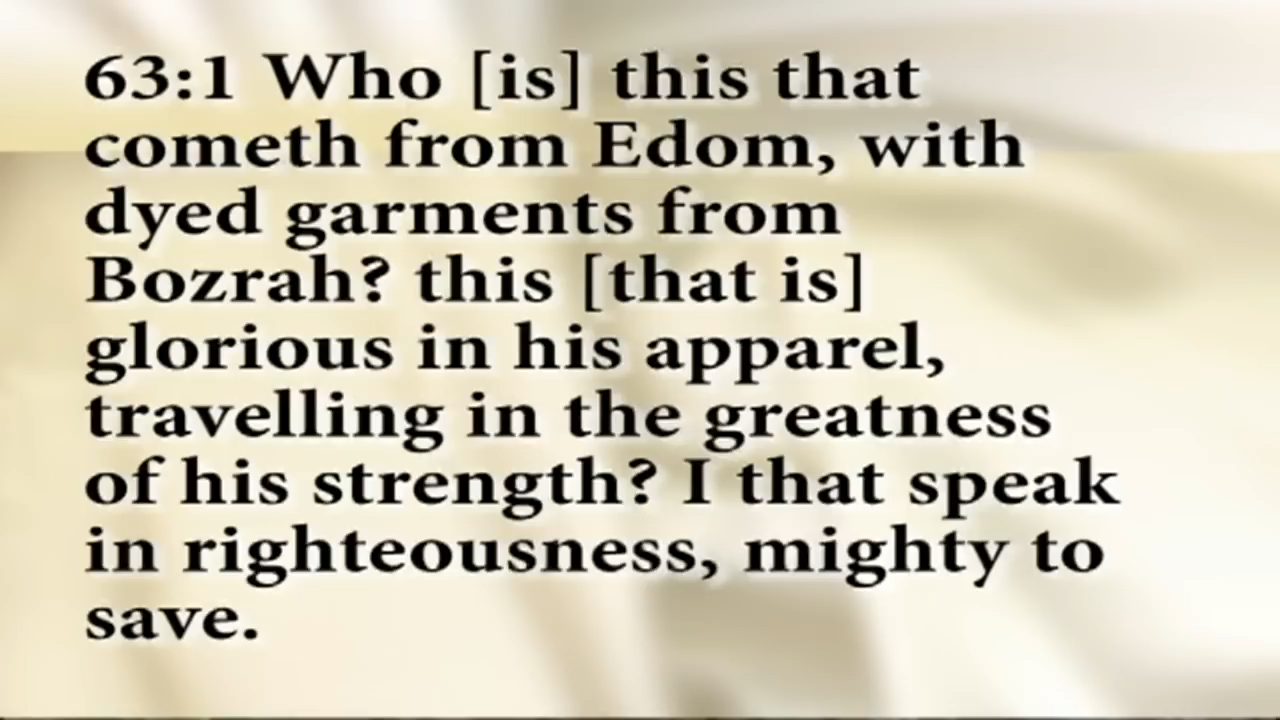 63:1 Who [is] this that
cometh from Edom, with
dyed garments from
Bozrah? this [that is]
glorious in his apparel,
travelling in the greatness
of his strength? I that speak
in righteousness, mighty to
save.